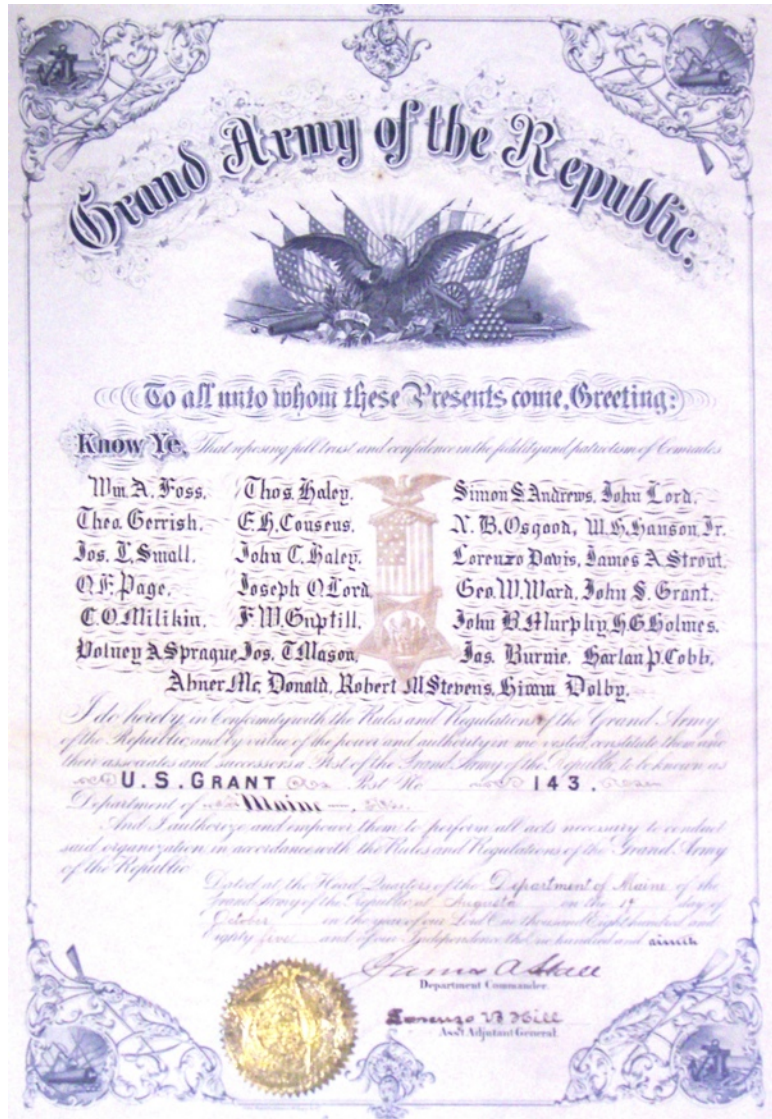 Grand Army of the Republic.
To all unto whom these Presents come, Greeting:
Know Ye, That reposing full trust and confidence in the fidelity and patriotism of Comrades
Wm. A. Foss. Thos. Haley. Simon S. Andrews. John Lord.
Theo. Gerrish. E. H. Couseus. N. B. Osgood, W. H. Hanson, Jr.
Jos. L. Small. John C. Haley. Lorenzo Davis, James A Strout.
O. F. Page. Joseph O. Lord Geo. W. Ward, John S. Grant.
C. O. Milikin. F. W. Guptill. John B. Murphy, H. G. Holmes.
Volney A Sprague, Jos. T. Mason, Jas. Burnie. Harlan P. Cobb,
Abner Mc Donald, Robert M Stevens, Hiram Dolby.
I do hereby, in Conformity with the Rules and Regulations of the Grand Army
of the Republic, and by virtue of the power and authority in me vested, constitute them and
their associates and successors a Post of the Grand Army of the Republic, to be known as
U.S. GRANT Post No 143.
Department of Maine
And I authorize and empower them to perform all acts necessary to conduct
said organization in accordance with the Rules and Regulations of the Grand Army
of the Republic
Dated at the Head Quarters of the Department of Maine of the
Grand Army of the Republic at Augusta on the 19 day of
October in the year of our Lord One thousand Eight hundred and
Eighty five and of our Independence the one hundred and
James A Hall
Department Commander.
Lorenzo B Hill
Asst. Adjutant General.